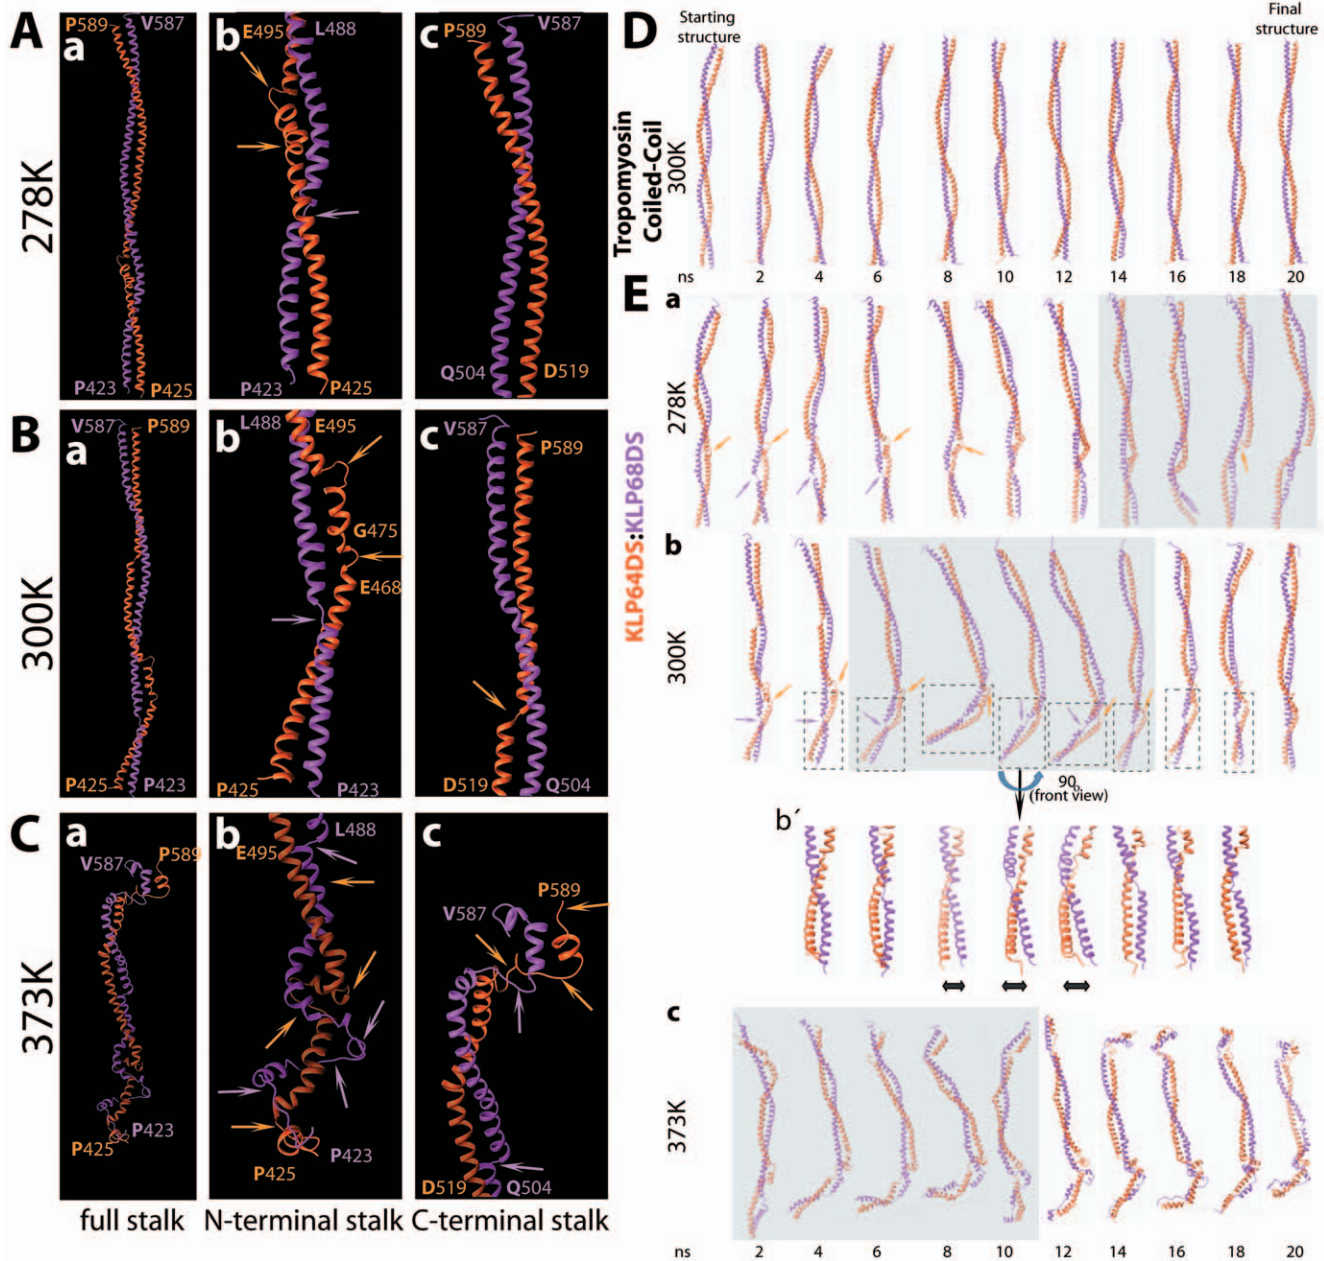 A
278K
a
P589
V587
P423
P425
b
E495
L488
P423
P425
c
P589
V587
Q504
D519
B
300K
a
V587
P589
P425
P423
b
L488
E495
G475
E468
P425
P423
c
V587
P589
D519
Q504
C
373K
a
V587
P589
P425
P423
b
L488
E495
P423
P425
c
P589
V587
D519
Q504
full stalk
N-terminal stalk
C-terminal stalk
D
Starting
structure
Final
structure
Tropomyosin
Coiled-Coil
300K
ns 2 4 6 8 10 12 14 16 18 20
E
KLP64DS:KLP68DS
a
278K
b
300K
90°
(front view)
b´
c
373K
ns 2 4 6 8 10 12 14 16 18 20